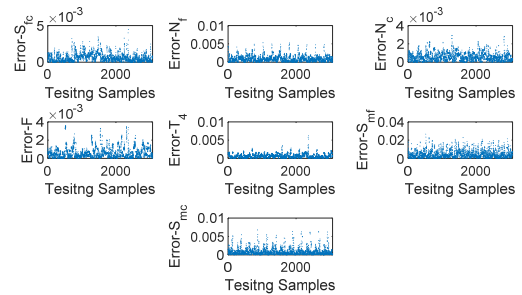 ×10⁻³
5
0
Error-S_fc
0 2000
Tesitng Samples
0.01
0.005
0
Error-N_f
0 2000
Tesitng Samples
×10⁻³
4
2
0
Error-N_c
0 2000
Tesitng Samples
×10⁻³
4
2
0
Error-F
0 2000
Tesitng Samples
0.01
0.005
0
Error-T_4
0 2000
Tesitng Samples
0.04
0.02
0
Error-S_mf
0 2000
Tesitng Samples
0.01
0.005
0
Error-S_mc
0 2000
Tesitng Samples